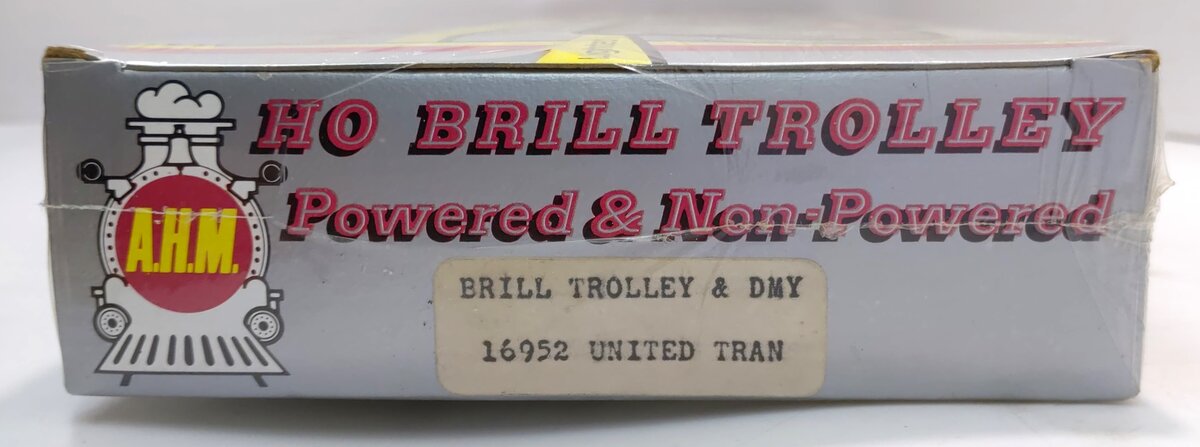 HO BRILL TROLLEY
Powered & Non-Powered
A.H.M.
BRILL TROLLEY & DMY
16952 UNITED TRAN